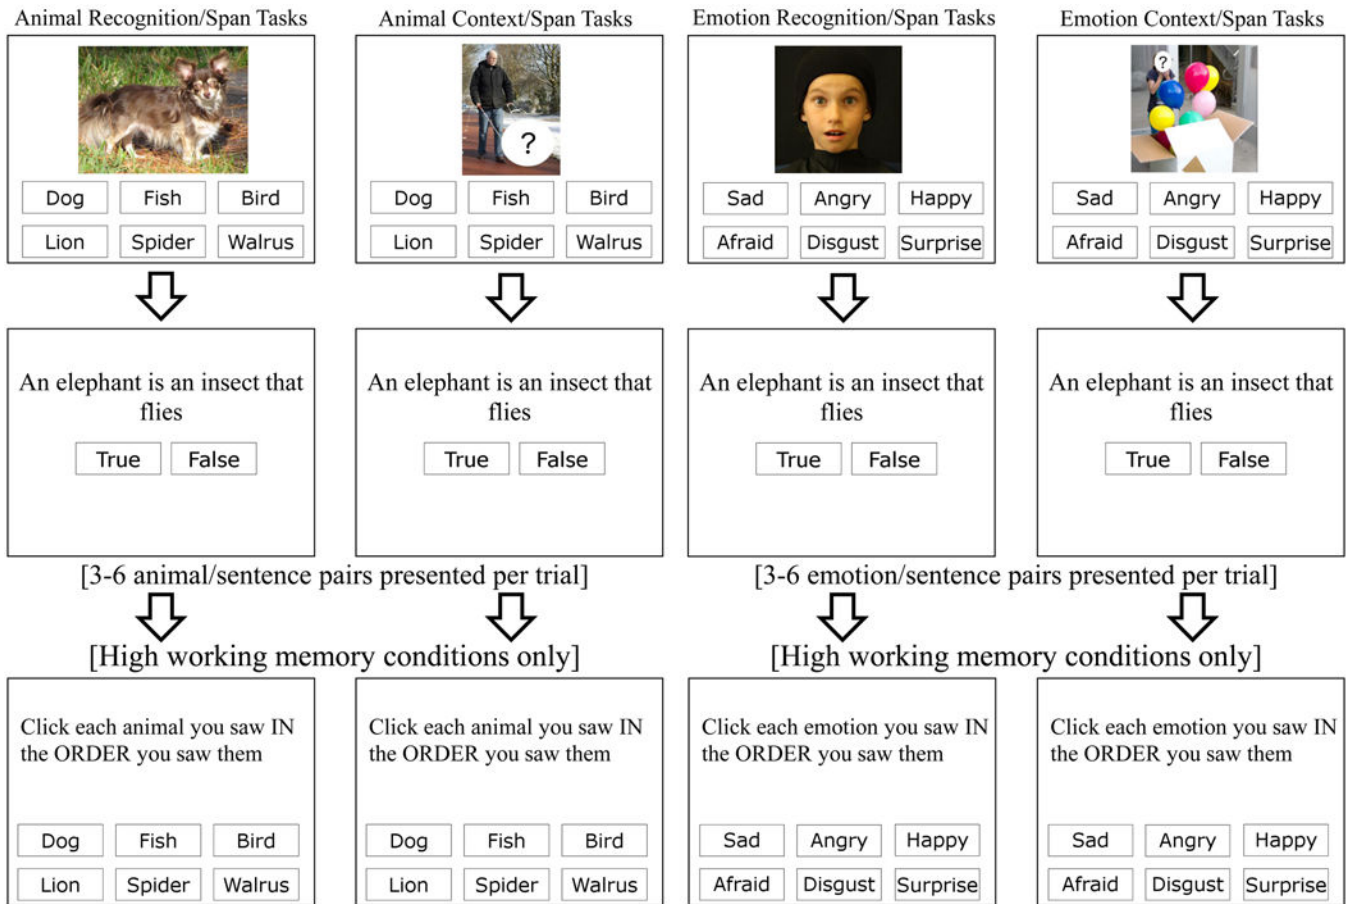 Animal Recognition/Span Tasks
Animal Context/Span Tasks
Emotion Recognition/Span Tasks
Emotion Context/Span Tasks
?
?
Dog Fish Bird
Lion Spider Walrus
Dog Fish Bird
Lion Spider Walrus
Sad Angry Happy
Afraid Disgust Surprise
Sad Angry Happy
Afraid Disgust Surprise
An elephant is an insect that
flies
True False
An elephant is an insect that
flies
True False
An elephant is an insect that
flies
True False
An elephant is an insect that
flies
True False
[3-6 animal/sentence pairs presented per trial]
[3-6 emotion/sentence pairs presented per trial]
[High working memory conditions only]
[High working memory conditions only]
Click each animal you saw IN
the ORDER you saw them
Dog Fish Bird
Lion Spider Walrus
Click each animal you saw IN
the ORDER you saw them
Dog Fish Bird
Lion Spider Walrus
Click each emotion you saw IN
the ORDER you saw them
Sad Angry Happy
Afraid Disgust Surprise
Click each emotion you saw IN
the ORDER you saw them
Sad Angry Happy
Afraid Disgust Surprise